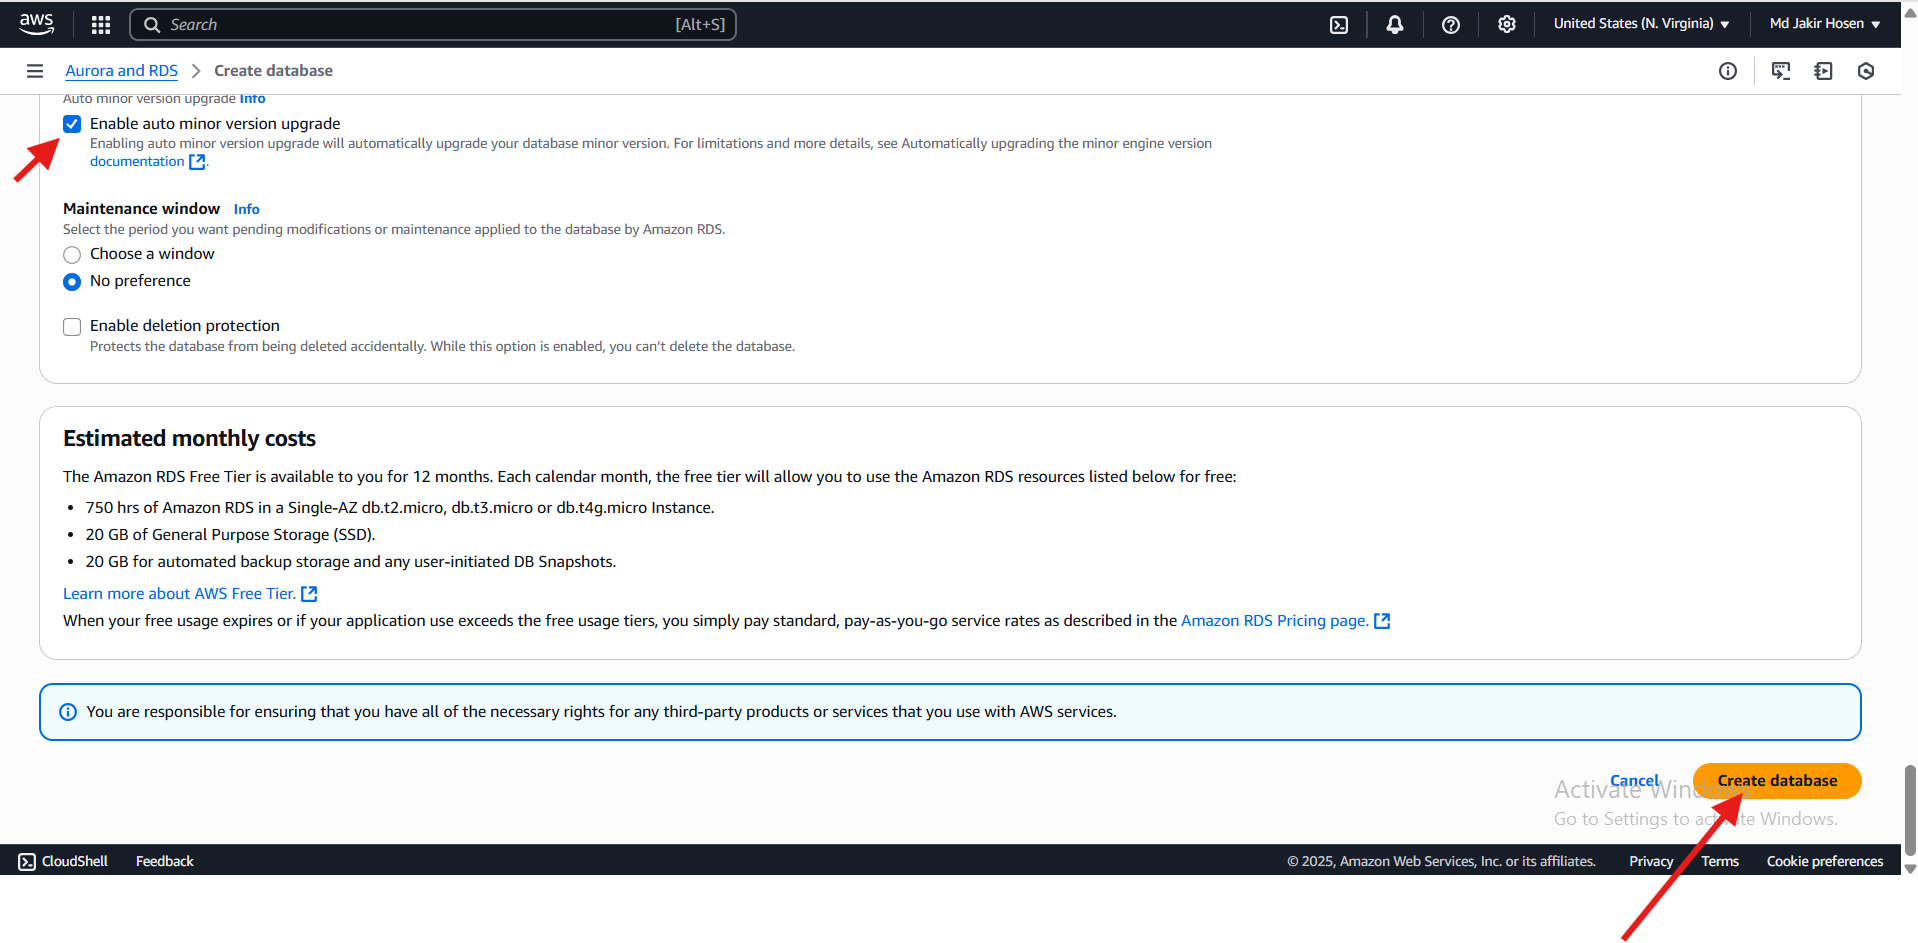 aws
Search
[Alt+S]
United States (N. Virginia)
Md Jakir Hosen
Aurora and RDS
Create database
Auto minor version upgrade Info
Enable auto minor version upgrade
Enabling auto minor version upgrade will automatically upgrade your database minor version. For limitations and more details, see Automatically upgrading the minor engine version
documentation.
Maintenance window Info
Select the period you want pending modifications or maintenance applied to the database by Amazon RDS.
Choose a window
No preference
Enable deletion protection
Protects the database from being deleted accidentally. While this option is enabled, you can't delete the database.
Estimated monthly costs
The Amazon RDS Free Tier is available to you for 12 months. Each calendar month, the free tier will allow you to use the Amazon RDS resources listed below for free:
• 750 hrs of Amazon RDS in a Single-AZ db.t2.micro, db.t3.micro or db.t4g.micro Instance.
• 20 GB of General Purpose Storage (SSD).
• 20 GB for automated backup storage and any user-initiated DB Snapshots.
Learn more about AWS Free Tier.
When your free usage expires or if your application use exceeds the free usage tiers, you simply pay standard, pay-as-you-go service rates as described in the Amazon RDS Pricing page.
You are responsible for ensuring that you have all of the necessary rights for any third-party products or services that you use with AWS services.
Cancel
Create database
Activate Windows
Go to Settings to activate Windows.
CloudShell
Feedback
© 2025, Amazon Web Services, Inc. or its affiliates.
Privacy
Terms
Cookie preferences